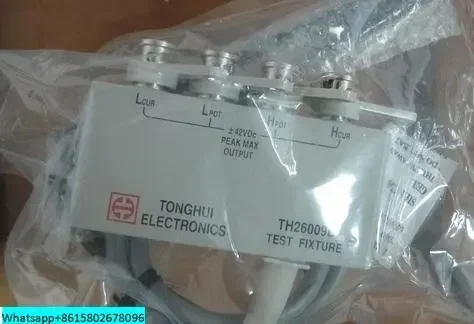 LCUR
LPOT
HPOT
HCUR
±42VDC
PEAK MAX
OUTPUT
TONGHUI
ELECTRONICS
TEST FIXTURE
Whatsapp+8615802678096